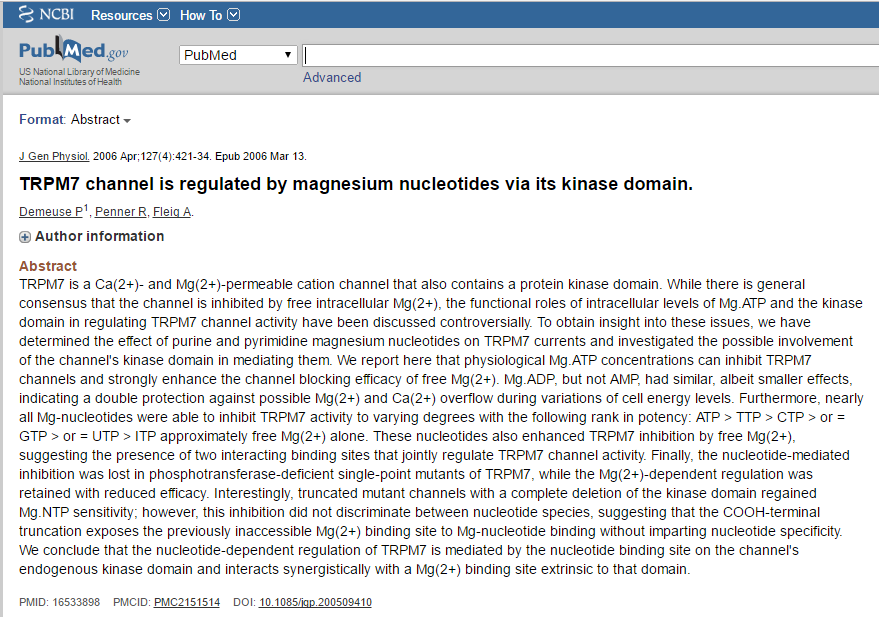 NCBI Resources How To
PubMed.gov
US National Library of Medicine
National Institutes of Health
PubMed
Advanced
Format: Abstract
J Gen Physiol. 2006 Apr;127(4):421-34. Epub 2006 Mar 13.
TRPM7 channel is regulated by magnesium nucleotides via its kinase domain.
Demeuse P1, Penner R, Fleig A.
Author information
Abstract
TRPM7 is a Ca(2+)- and Mg(2+)-permeable cation channel that also contains a protein kinase domain. While there is general
consensus that the channel is inhibited by free intracellular Mg(2+), the functional roles of intracellular levels of Mg.ATP and the kinase
domain in regulating TRPM7 channel activity have been discussed controversially. To obtain insight into these issues, we have
determined the effect of purine and pyrimidine magnesium nucleotides on TRPM7 currents and investigated the possible involvement
of the channel's kinase domain in mediating them. We report here that physiological Mg.ATP concentrations can inhibit TRPM7
channels and strongly enhance the channel blocking efficacy of free Mg(2+). Mg.ADP, but not AMP, had similar, albeit smaller effects,
indicating a double protection against possible Mg(2+) and Ca(2+) overflow during variations of cell energy levels. Furthermore, nearly
all Mg-nucleotides were able to inhibit TRPM7 activity to varying degrees with the following rank in potency: ATP > TTP > CTP > or =
GTP > or = UTP > ITP approximately free Mg(2+) alone. These nucleotides also enhanced TRPM7 inhibition by free Mg(2+),
suggesting the presence of two interacting binding sites that jointly regulate TRPM7 channel activity. Finally, the nucleotide-mediated
inhibition was lost in phosphotransferase-deficient single-point mutants of TRPM7, while the Mg(2+)-dependent regulation was
retained with reduced efficacy. Interestingly, truncated mutant channels with a complete deletion of the kinase domain regained
Mg.NTP sensitivity; however, this inhibition did not discriminate between nucleotide species, suggesting that the COOH-terminal
truncation exposes the previously inaccessible Mg(2+) binding site to Mg-nucleotide binding without imparting nucleotide specificity.
We conclude that the nucleotide-dependent regulation of TRPM7 is mediated by the nucleotide binding site on the channel's
endogenous kinase domain and interacts synergistically with a Mg(2+) binding site extrinsic to that domain.
PMID: 16533898 PMCID: PMC2151514 DOI: 10.1085/jgp.200509410